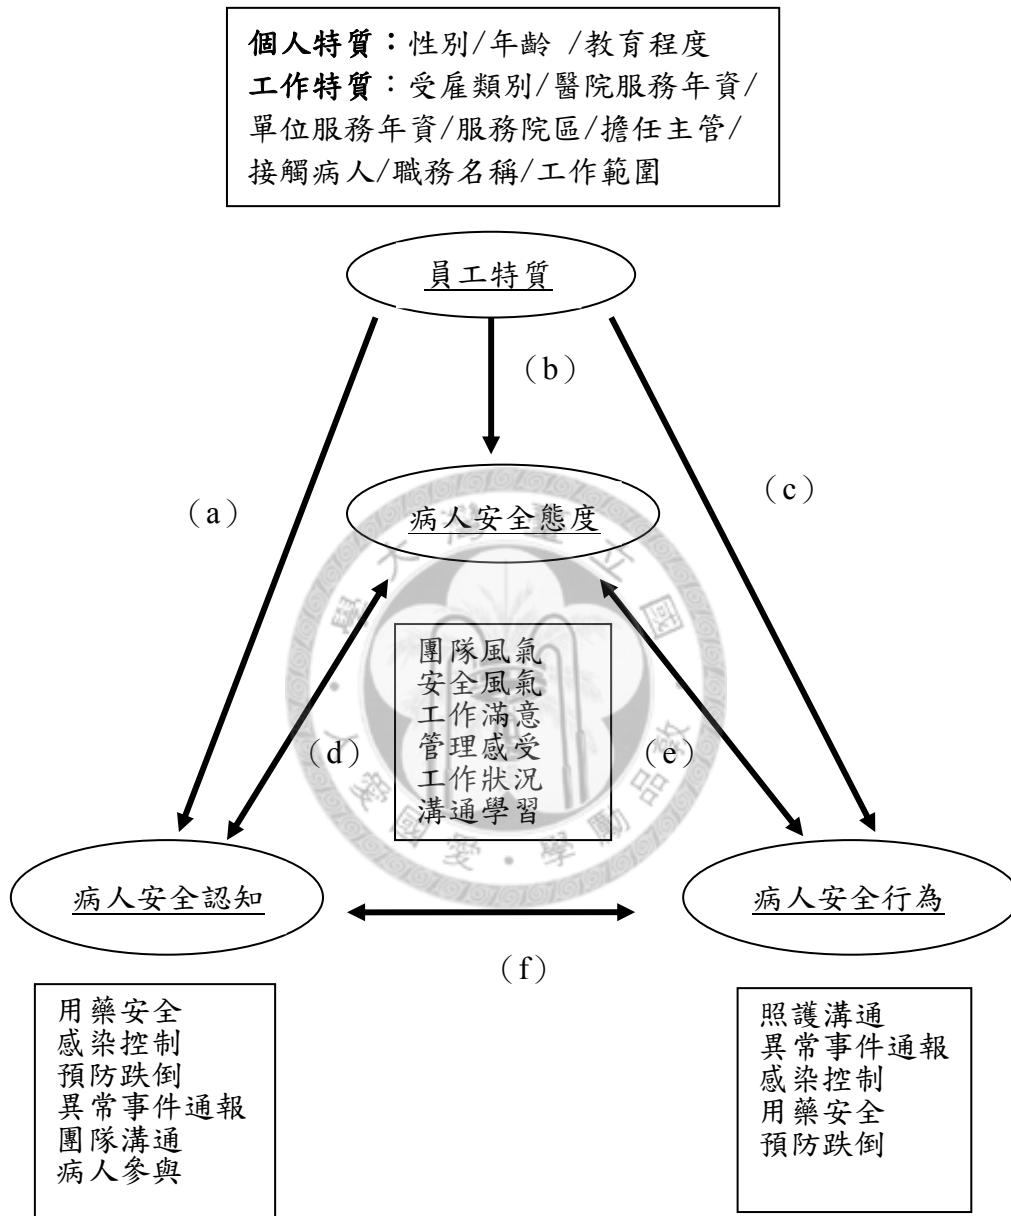 個人特質：性別/年齡 /教育程度
工作特質：受雇類別/醫院服務年資/
單位服務年資/服務院區/擔任主管/
接觸病人/職務名稱/工作範圍
員工特質
（b）
（a）
（c）
病人安全態度
團隊風氣
安全風氣
工作滿意
管理感受
工作狀況
溝通學習
（d）
（e）
病人安全認知
病人安全行為
（f）
用藥安全
感染控制
預防跌倒
異常事件通報
團隊溝通
病人參與
照護溝通
異常事件通報
感染控制
用藥安全
預防跌倒